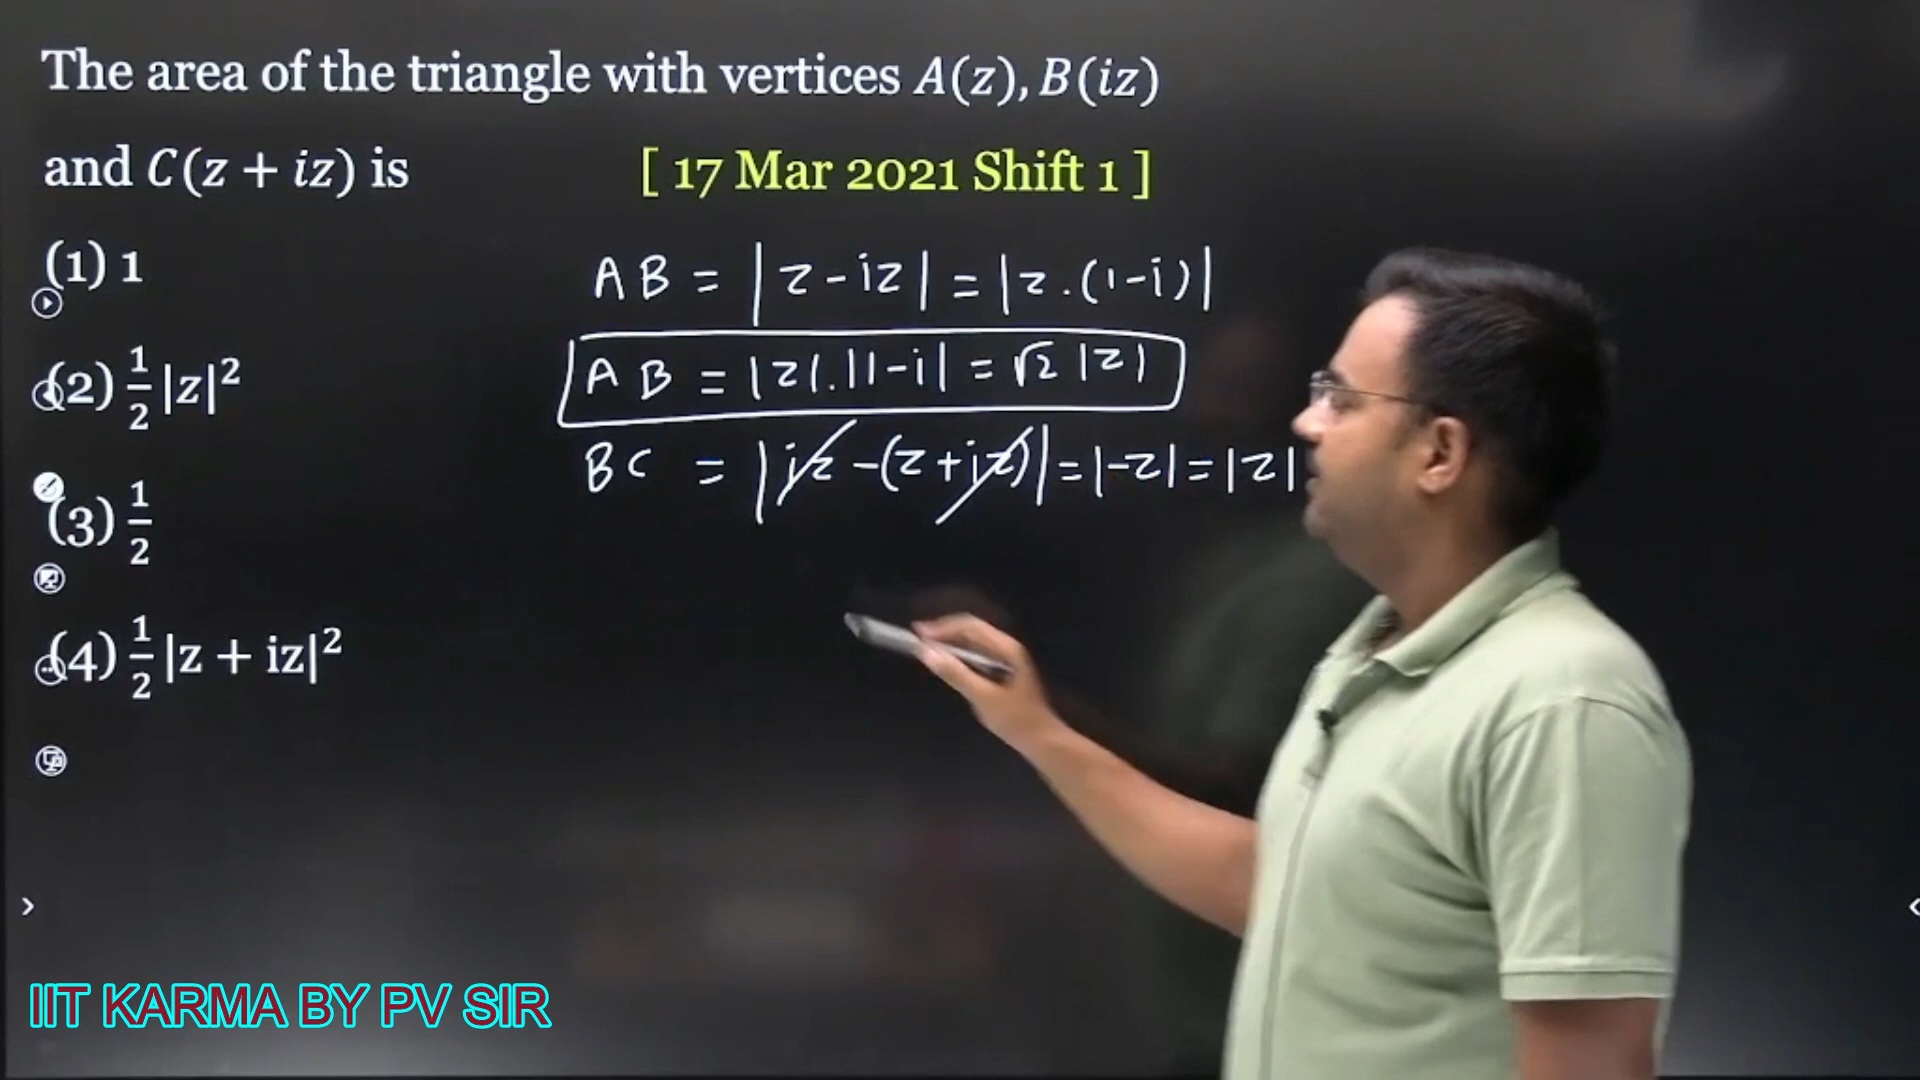 The area of the triangle with vertices A(z), B(iz)
and C(z + iz) is
[ 17 Mar 2021 Shift 1 ]
(1) 1
(2) 1/2 |z|²
(3) 1/2
(4) 1/2 |z + iz|²
AB = |z - iz| = |z . (1-i)|
AB = |z| . |1-i| = √2 |z|
BC = |iz - (z + iz)| = |-z| = |z|
IIT KARMA BY PV SIR